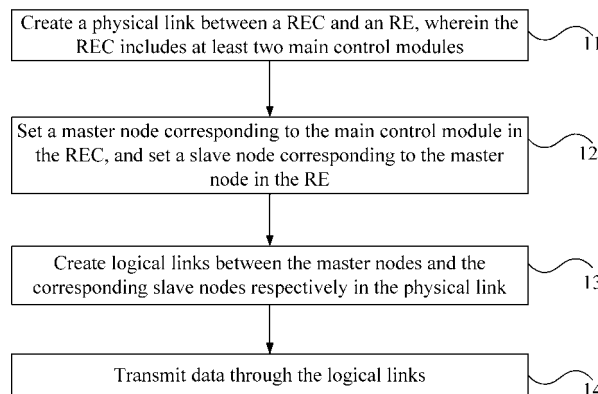 Create a physical link between a REC and an RE, wherein the
REC includes at least two main control modules
11
Set a master node corresponding to the main control module in
the REC, and set a slave node corresponding to the master
node in the RE
12
Create logical links between the master nodes and the
corresponding slave nodes respectively in the physical link
13
Transmit data through the logical links
14